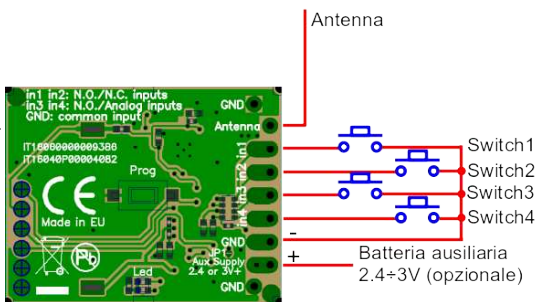 Antenna
in1 in2: N.O./N.C. inputs
in3 in4: N.O./Analog inputs
GND: common input
GND
Antenna
IT16080000009386
IT16040P00004082
Prog
in4 in3 in2 in1
CE
Made in EU
Pb
GND
JP1
Aux Supply
2.4 or 3V+
Led
GND
Switch1
Switch2
Switch3
Switch4
-
+
Batteria ausiliaria
2.4÷3V (opzionale)